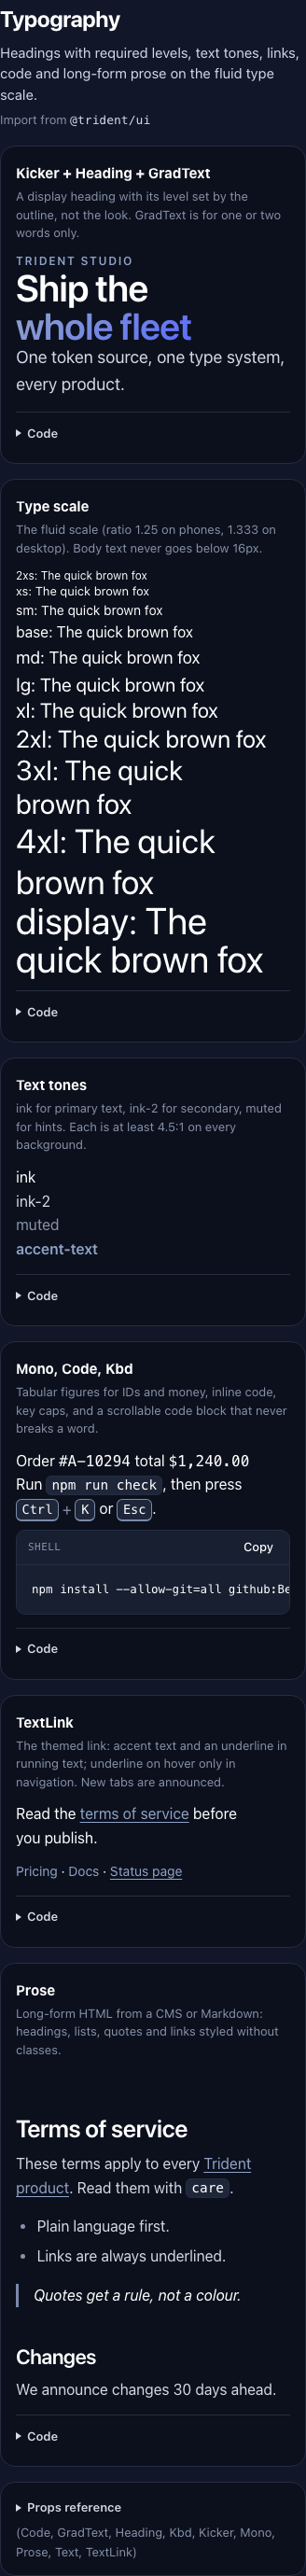 Typography
Headings with required levels, text tones, links,
code and long-form prose on the fluid type
scale.
Import from @trident/ui
Kicker + Heading + GradText
A display heading with its level set by the
outline, not the look. GradText is for one or two
words only.
TRIDENT STUDIO
Ship the
whole fleet
One token source, one type system,
every product.
Code
Type scale
The fluid scale (ratio 1.25 on phones, 1.333 on
desktop). Body text never goes below 16px.
2xs: The quick brown fox
xs: The quick brown fox
sm: The quick brown fox
base: The quick brown fox
md: The quick brown fox
lg: The quick brown fox
xl: The quick brown fox
2xl: The quick brown fox
3xl: The quick
brown fox
4xl: The quick
brown fox
display: The
quick brown fox
Code
Text tones
ink for primary text, ink-2 for secondary, muted
for hints. Each is at least 4.5:1 on every
background.
ink
ink-2
muted
accent-text
Code
Mono, Code, Kbd
Tabular figures for IDs and money, inline code,
key caps, and a scrollable code block that never
breaks a word.
Order #A-10294 total $1,240.00
Run npm run check, then press
Ctrl + K or Esc.
SHELL Copy
npm install --allow-git=all github:Be
Code
TextLink
The themed link: accent text and an underline in
running text; underline on hover only in
navigation. New tabs are announced.
Read the terms of service before
you publish.
Pricing · Docs · Status page
Code
Prose
Long-form HTML from a CMS or Markdown:
headings, lists, quotes and links styled without
classes.
Terms of service
These terms apply to every Trident
product. Read them with care.
• Plain language first.
• Links are always underlined.
Quotes get a rule, not a colour.
Changes
We announce changes 30 days ahead.
Code
Props reference
(Code, GradText, Heading, Kbd, Kicker, Mono,
Prose, Text, TextLink)